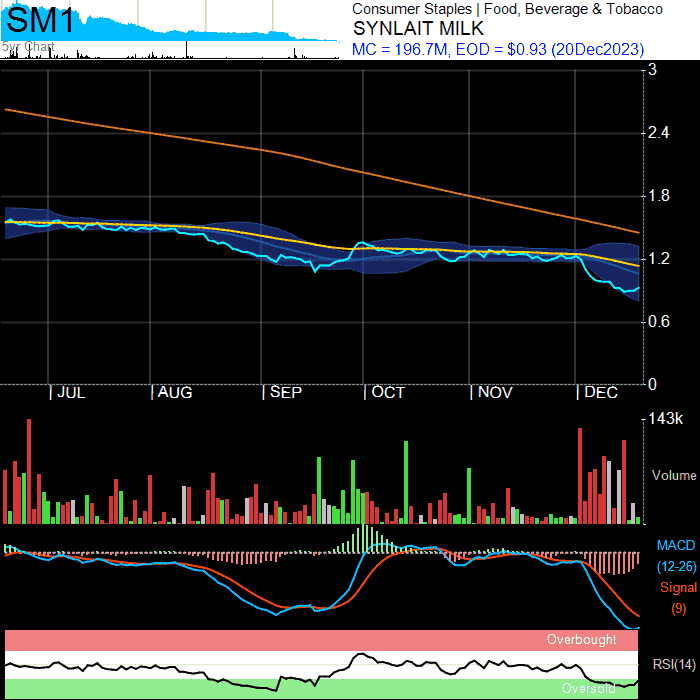 SM1
5yr Chart
Consumer Staples | Food, Beverage & Tobacco
SYNLAIT MILK
MC = 196.7M, EOD = $0.93 (20Dec2023)
3
2.4
1.8
1.2
0.6
0
| JUL | AUG | SEP | OCT | NOV | DEC
143k
Volume
MACD
(12-26)
Signal
(9)
Overbought
RSI(14)
Oversold